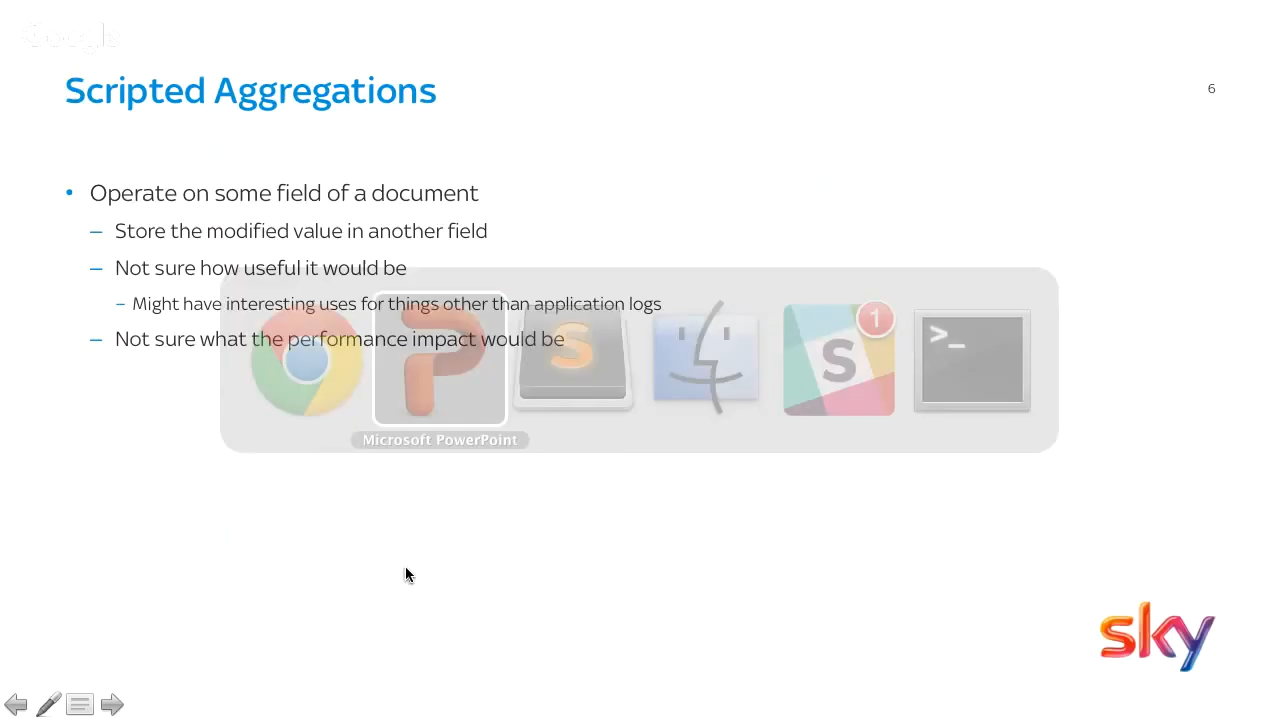 Google
Scripted Aggregations
6
• Operate on some field of a document
– Store the modified value in another field
– Not sure how useful it would be
– Might have interesting uses for things other than application logs
– Not sure what the performance impact would be
S
S
1
>_
Microsoft PowerPoint
sky